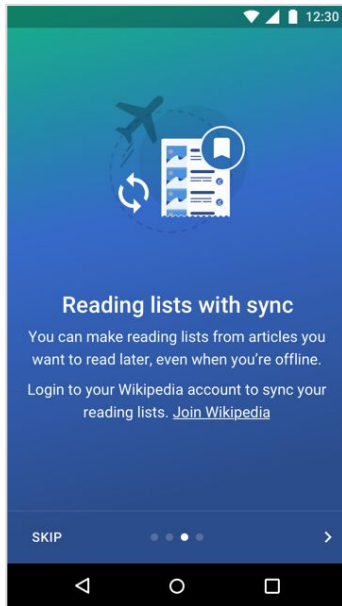 12:30
Reading lists with sync
You can make reading lists from articles you
want to read later, even when you're offline.
Login to your Wikipedia account to sync your
reading lists. Join Wikipedia
SKIP